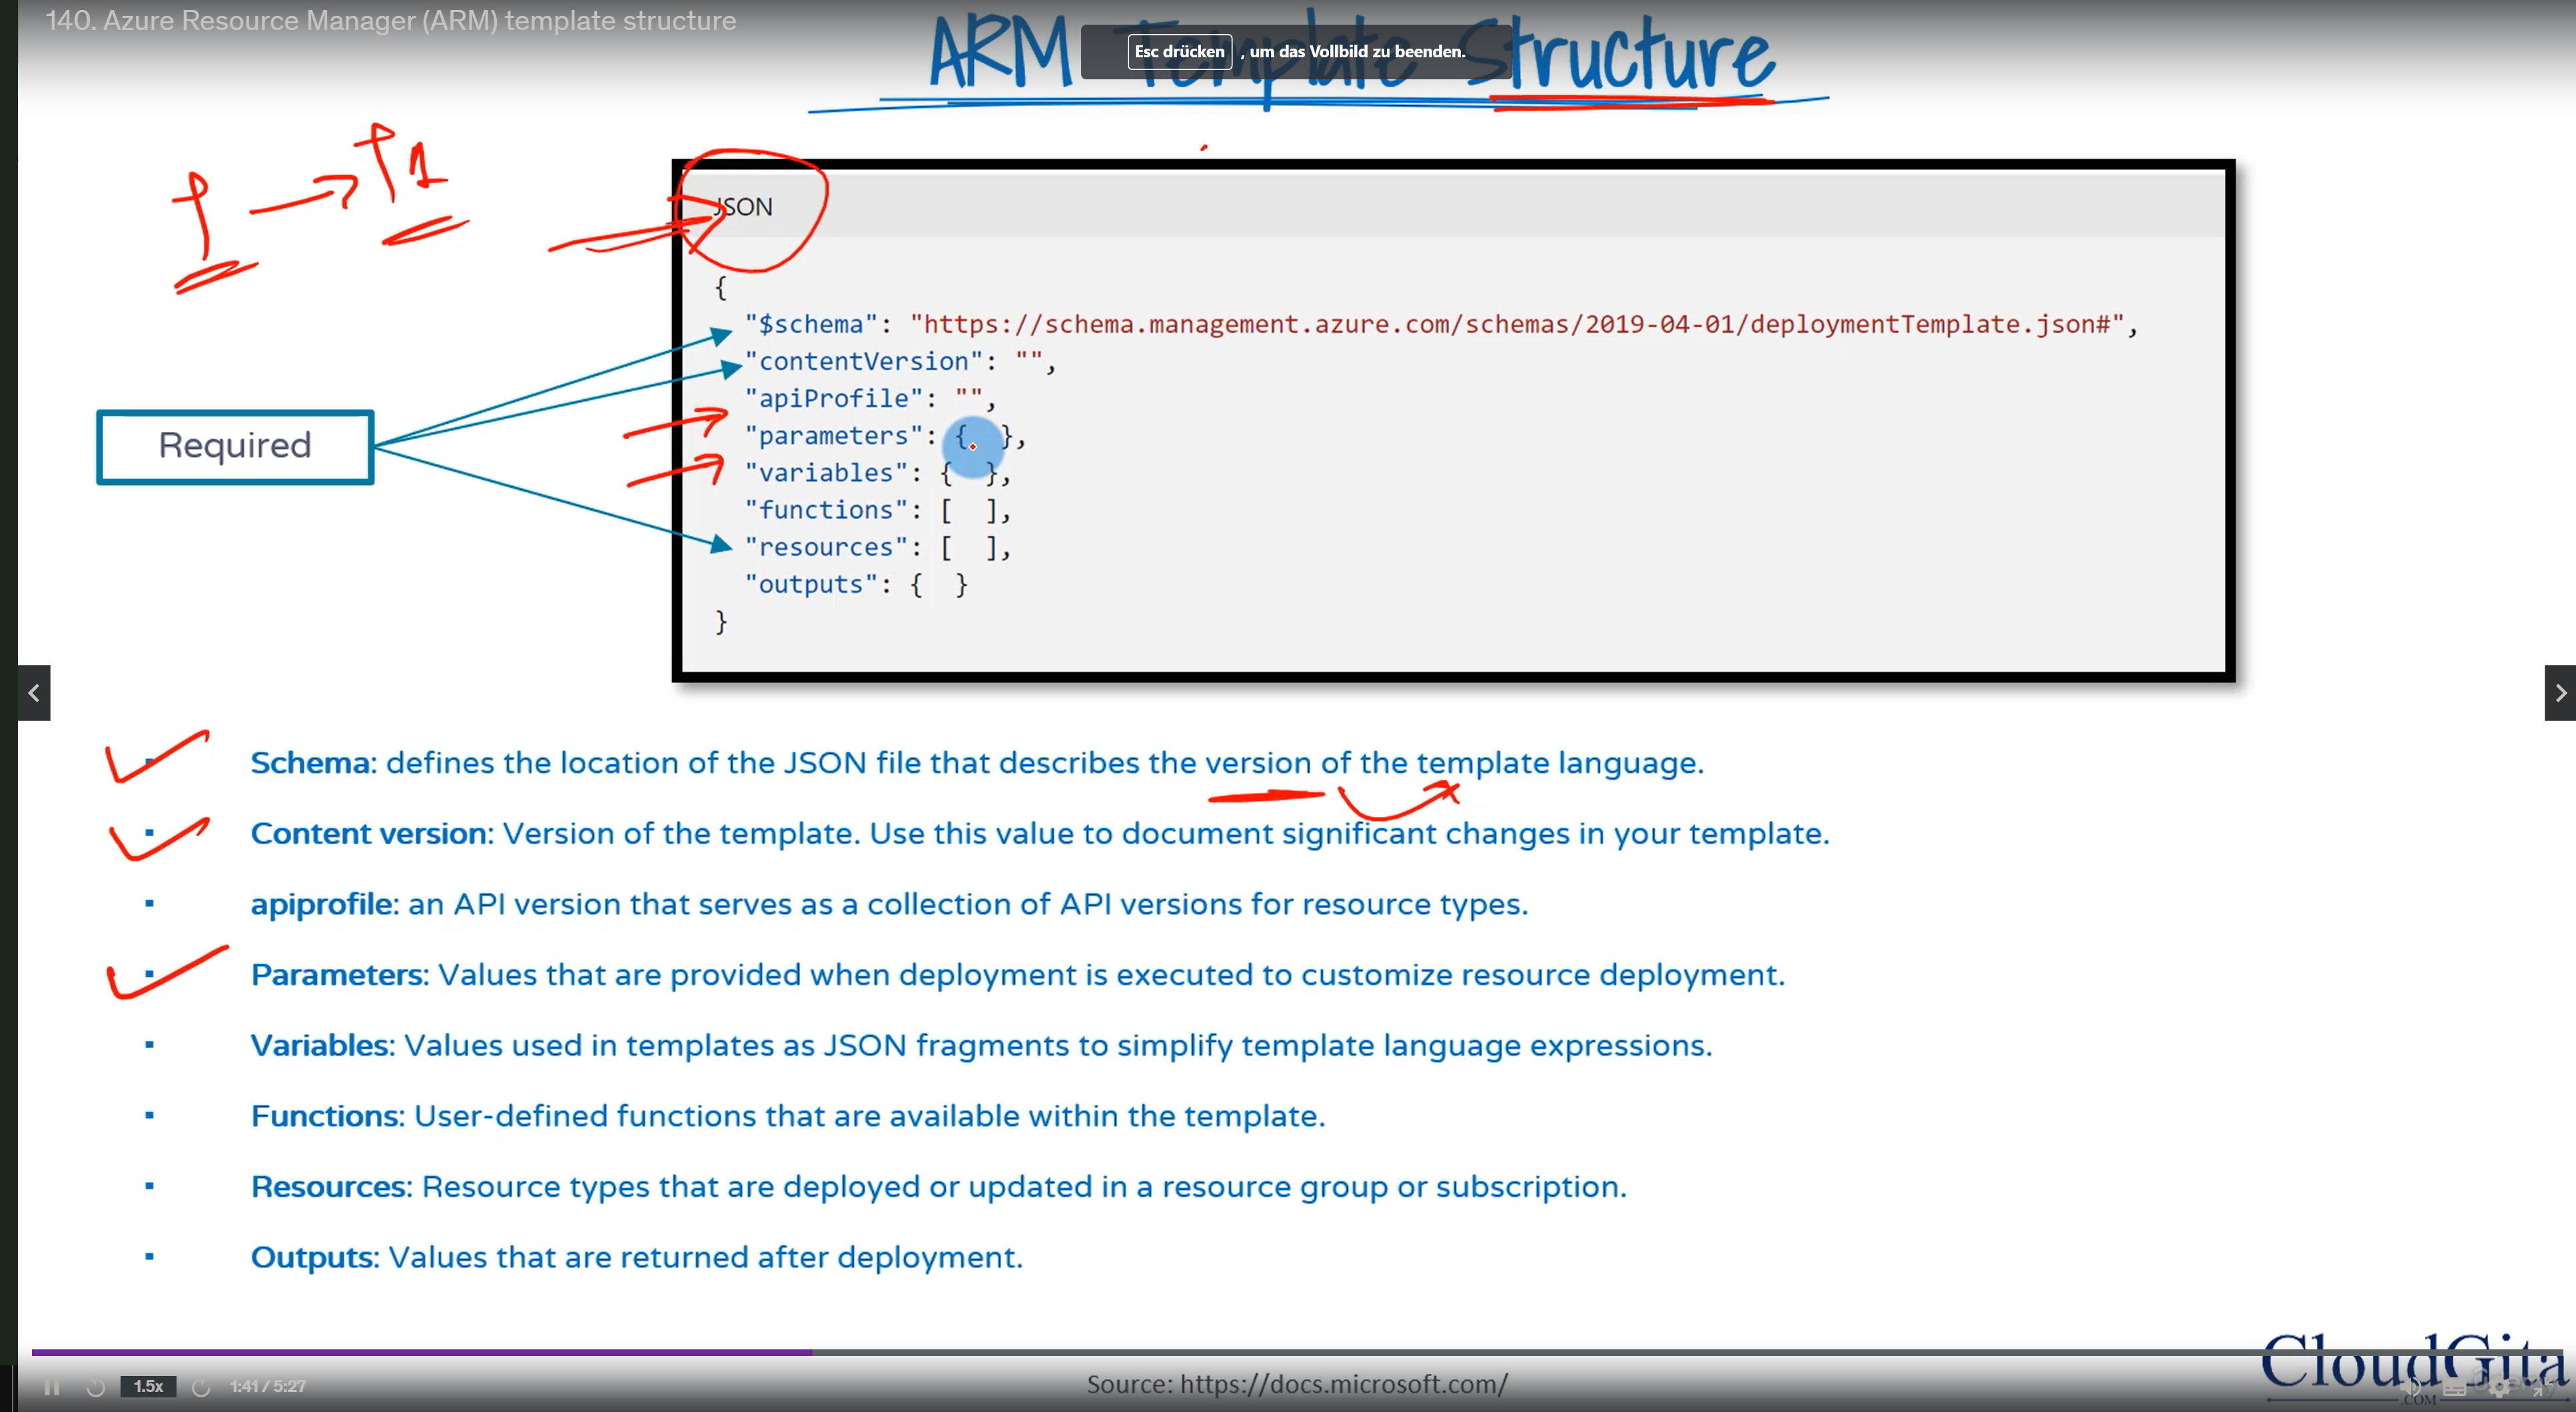 140. Azure Resource Manager (ARM) template structure
ARM Template Structure
Esc drücken , um das Vollbild zu beenden.
1
JSON
{
"$schema": "https://schema.management.azure.com/schemas/2019-04-01/deploymentTemplate.json#",
"contentVersion": "",
"apiProfile": "",
"parameters": { },
"variables": { },
"functions": [ ],
"resources": [ ],
"outputs": { }
}
Required
Schema: defines the location of the JSON file that describes the version of the template language.
Content version: Version of the template. Use this value to document significant changes in your template.
apiprofile: an API version that serves as a collection of API versions for resource types.
Parameters: Values that are provided when deployment is executed to customize resource deployment.
Variables: Values used in templates as JSON fragments to simplify template language expressions.
Functions: User-defined functions that are available within the template.
Resources: Resource types that are deployed or updated in a resource group or subscription.
Outputs: Values that are returned after deployment.
1.5x
1:41 / 5:27
Source: https://docs.microsoft.com/
CloudGita
.COM